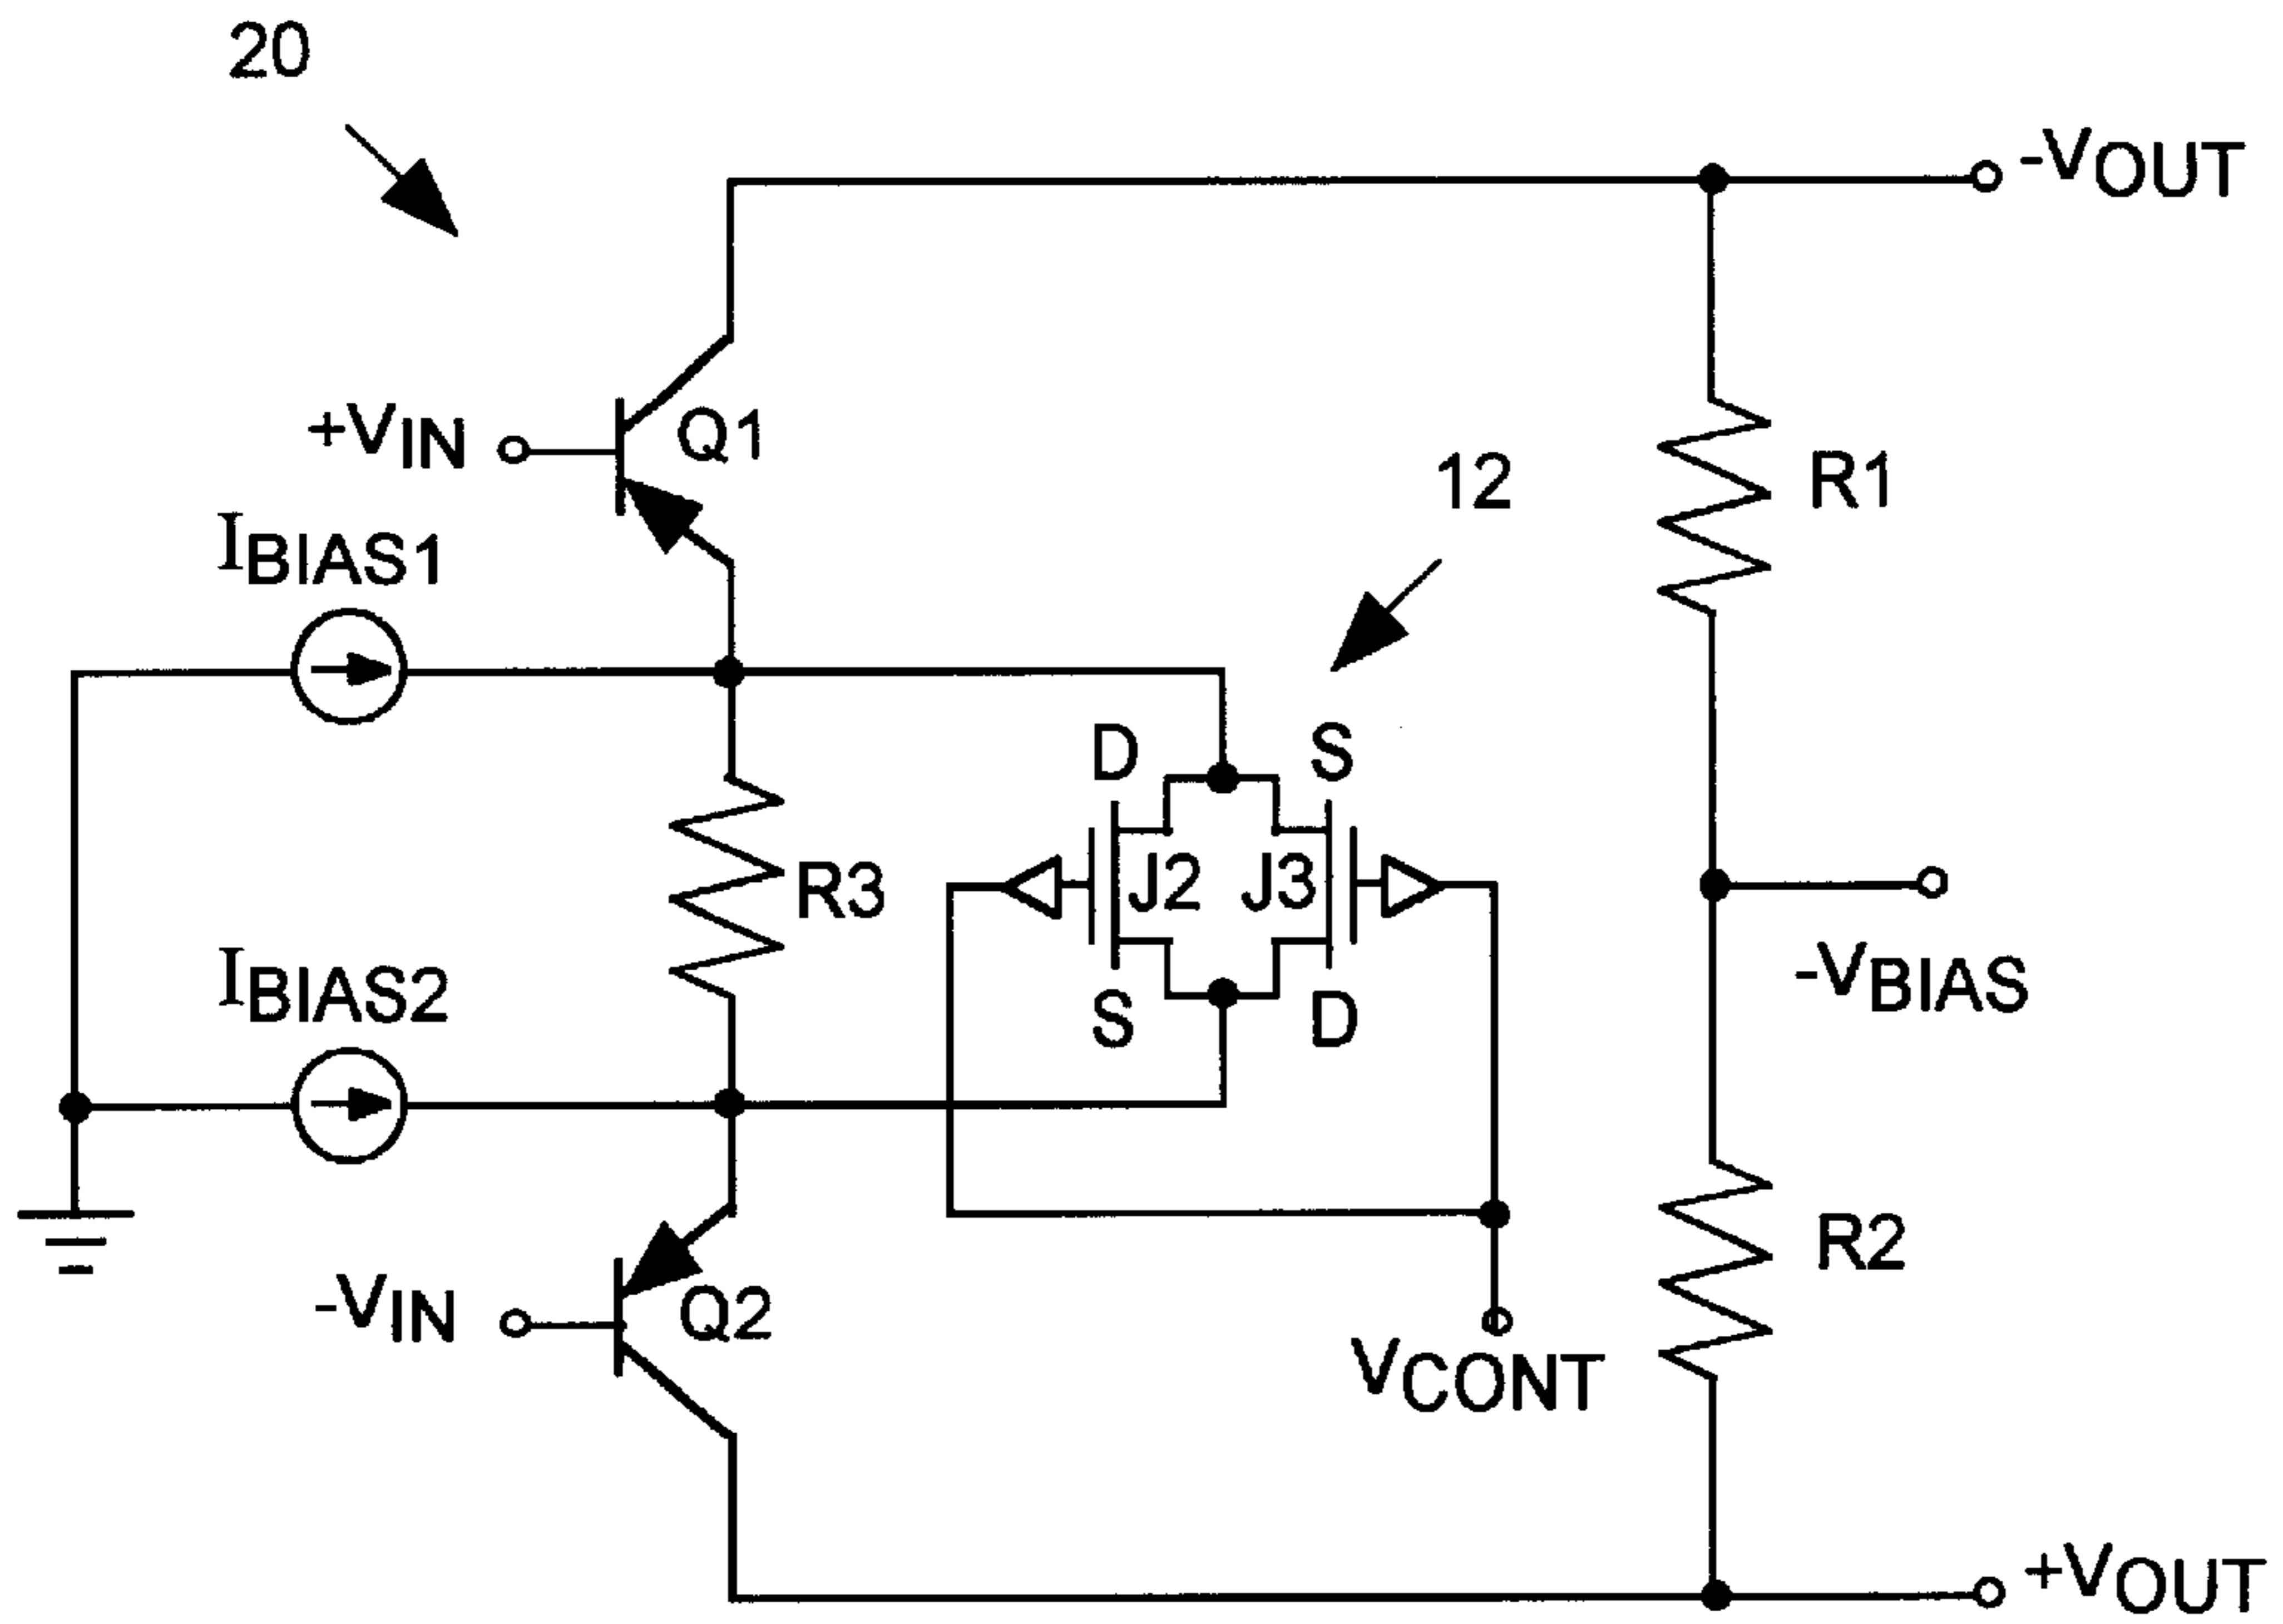 20
-VOUT
+VIN
Q1
12
R1
IBIAS1
D
S
R3
J2
J3
-VBIAS
IBIAS2
S
D
R2
-VIN
Q2
VCONT
+VOUT